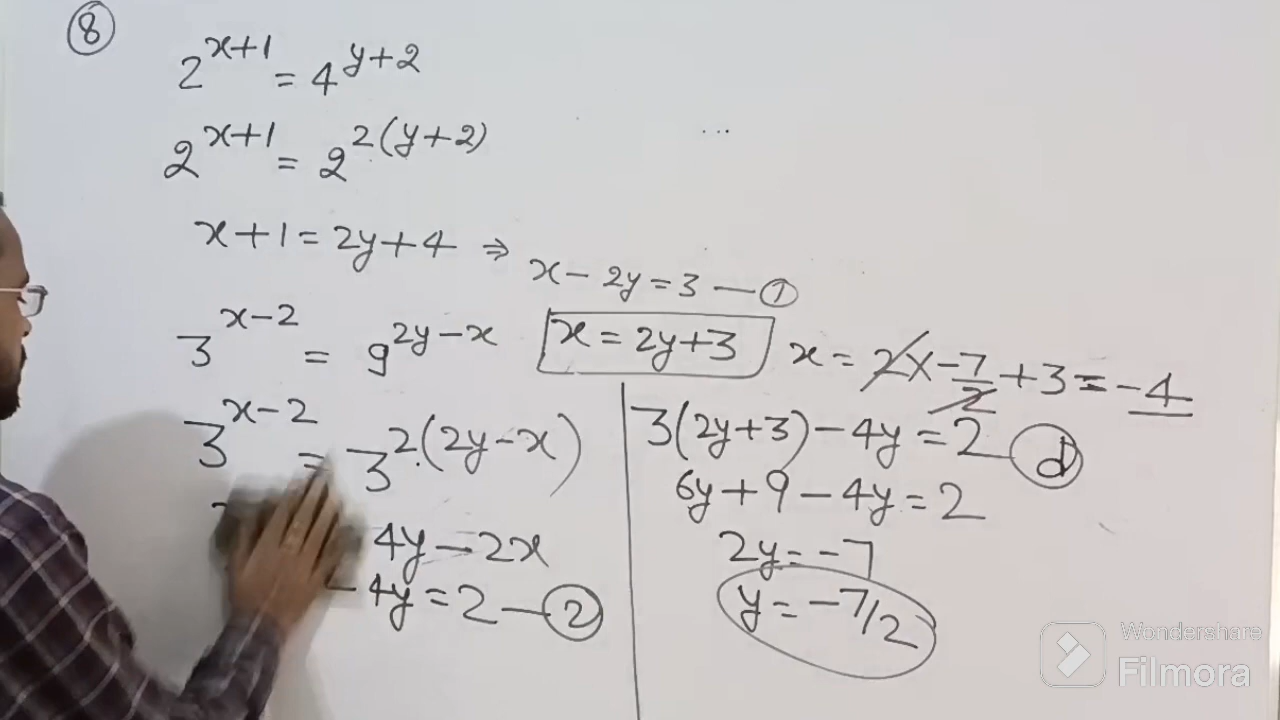 8
2^{x+1} = 4^{y+2}
2^{x+1} = 2^{2(y+2)}
x+1 = 2y+4 ⇒
x - 2y = 3 — ①
3^{x-2} = 9^{2y-x}
x = 2y+3
x = 2 × -7/2 + 3 = -4
3^{x-2} = 3^{2.(2y-x)}
4y - 2x
- 4y = 2 — ②
3(2y+3) - 4y = 2
d
6y + 9 - 4y = 2
2y = -7
y = -7/2
Wondershare
Filmora